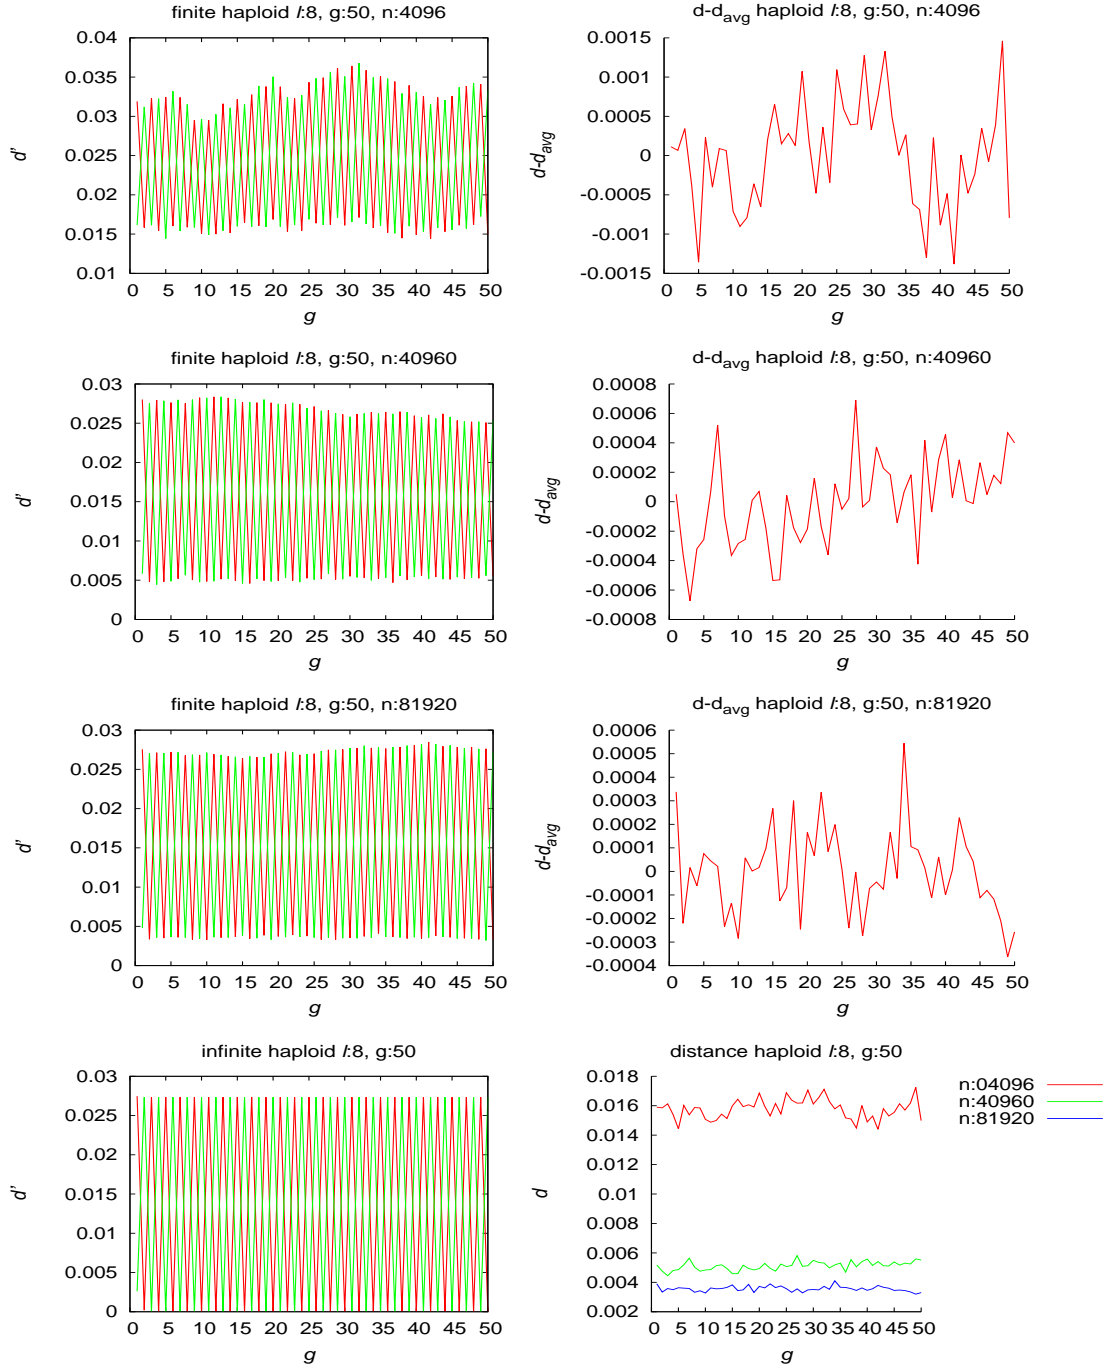 finite haploid l:8, g:50, n:4096
0.04
0.035
0.03
0.025
0.02
0.015
0.01
d'
0 5 10 15 20 25 30 35 40 45 50
g
d-d_avg haploid l:8, g:50, n:4096
0.0015
0.001
0.0005
0
-0.0005
-0.001
-0.0015
d-d_avg
0 5 10 15 20 25 30 35 40 45 50
g
finite haploid l:8, g:50, n:40960
0.03
0.025
0.02
0.015
0.01
0.005
0
d'
0 5 10 15 20 25 30 35 40 45 50
g
d-d_avg haploid l:8, g:50, n:40960
0.0008
0.0006
0.0004
0.0002
0
-0.0002
-0.0004
-0.0006
-0.0008
d-d_avg
0 5 10 15 20 25 30 35 40 45 50
g
finite haploid l:8, g:50, n:81920
0.03
0.025
0.02
0.015
0.01
0.005
0
d'
0 5 10 15 20 25 30 35 40 45 50
g
d-d_avg haploid l:8, g:50, n:81920
0.0006
0.0005
0.0004
0.0003
0.0002
0.0001
0
-0.0001
-0.0002
-0.0003
-0.0004
d-d_avg
0 5 10 15 20 25 30 35 40 45 50
g
infinite haploid l:8, g:50
0.03
0.025
0.02
0.015
0.01
0.005
0
d'
0 5 10 15 20 25 30 35 40 45 50
g
distance haploid l:8, g:50
0.018
0.016
0.014
0.012
0.01
0.008
0.006
0.004
0.002
d
0 5 10 15 20 25 30 35 40 45 50
g
n:04096
n:40960
n:81920